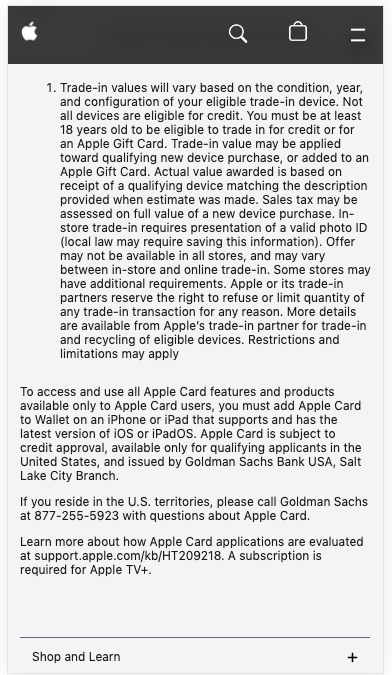 1. Trade-in values will vary based on the condition, year,
and configuration of your eligible trade-in device. Not
all devices are eligible for credit. You must be at least
18 years old to be eligible to trade in for credit or for
an Apple Gift Card. Trade-in value may be applied
toward qualifying new device purchase, or added to an
Apple Gift Card. Actual value awarded is based on
receipt of a qualifying device matching the description
provided when estimate was made. Sales tax may be
assessed on full value of a new device purchase. In-
store trade-in requires presentation of a valid photo ID
(local law may require saving this information). Offer
may not be available in all stores, and may vary
between in-store and online trade-in. Some stores may
have additional requirements. Apple or its trade-in
partners reserve the right to refuse or limit quantity of
any trade-in transaction for any reason. More details
are available from Apple's trade-in partner for trade-in
and recycling of eligible devices. Restrictions and
limitations may apply
To access and use all Apple Card features and products
available only to Apple Card users, you must add Apple Card
to Wallet on an iPhone or iPad that supports and has the
latest version of iOS or iPadOS. Apple Card is subject to
credit approval, available only for qualifying applicants in the
United States, and issued by Goldman Sachs Bank USA, Salt
Lake City Branch.
If you reside in the U.S. territories, please call Goldman Sachs
at 877-255-5923 with questions about Apple Card.
Learn more about how Apple Card applications are evaluated
at support.apple.com/kb/HT209218. A subscription is
required for Apple TV+.
Shop and Learn +